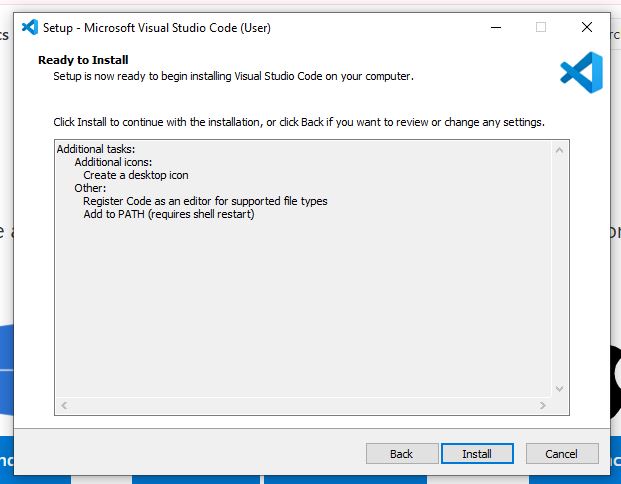 Setup - Microsoft Visual Studio Code (User)
Ready to Install
Setup is now ready to begin installing Visual Studio Code on your computer.
Click Install to continue with the installation, or click Back if you want to review or change any settings.
Additional tasks:
Additional icons:
Create a desktop icon
Other:
Register Code as an editor for supported file types
Add to PATH (requires shell restart)
Back
Install
Cancel